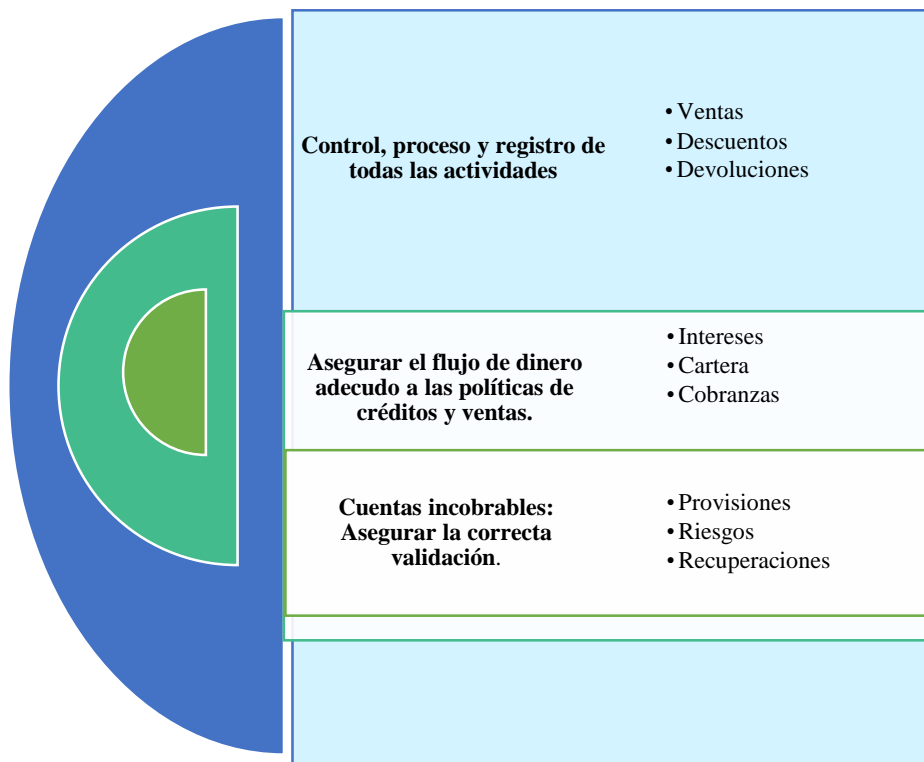 Control, proceso y registro de
todas las actividades
• Ventas
• Descuentos
• Devoluciones
Asegurar el flujo de dinero
adecudo a las políticas de
créditos y ventas.
• Intereses
• Cartera
• Cobranzas
Cuentas incobrables:
Asegurar la correcta
validación.
• Provisiones
• Riesgos
• Recuperaciones